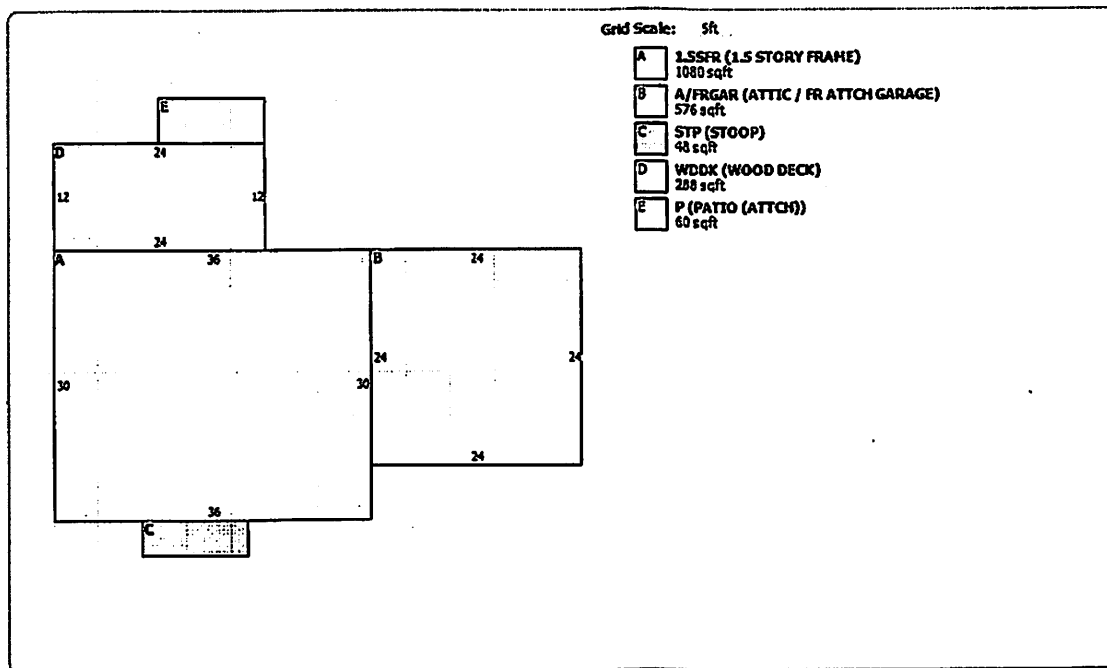 Grid Scale: 5ft
A 1.5SFR (1.5 STORY FRAME)
1080 sqft
B A/FRGAR (ATTIC / FR ATTCH GARAGE)
576 sqft
C STP (STOOP)
48 sqft
D WDDK (WOOD DECK)
288 sqft
E P (PATIO (ATTCH))
60 sqft
E
D 24
12 12
24
A 36 B 24
24 24
30 30
24
36
C